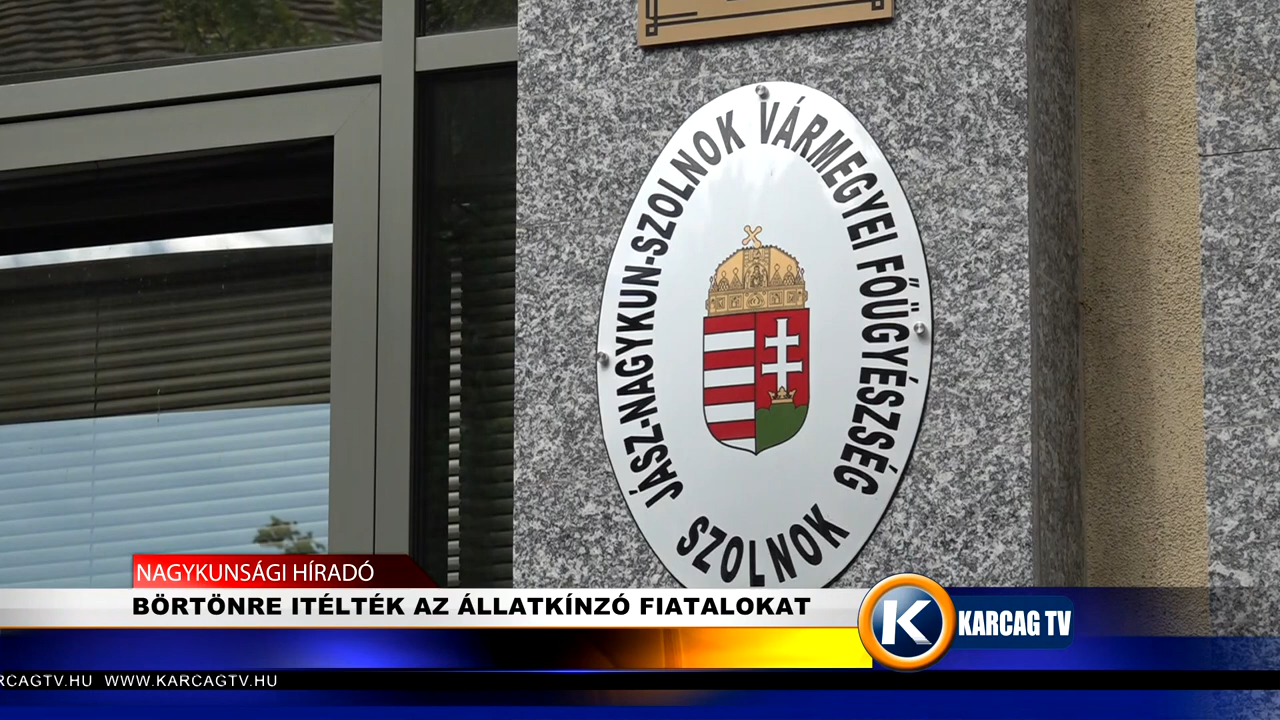 JÁSZ-NAGYKUN-SZOLNOK VÁRMEGYEI FŐÜGYÉSZSÉG
SZOLNOK
NAGYKUNSÁGI HÍRADÓ
BÖRTÖNRE ITÉLTÉK AZ ÁLLATKÍNZÓ FIATALOKAT
K KARCAG TV
RCAGTV.HU WWW.KARCAGTV.HU